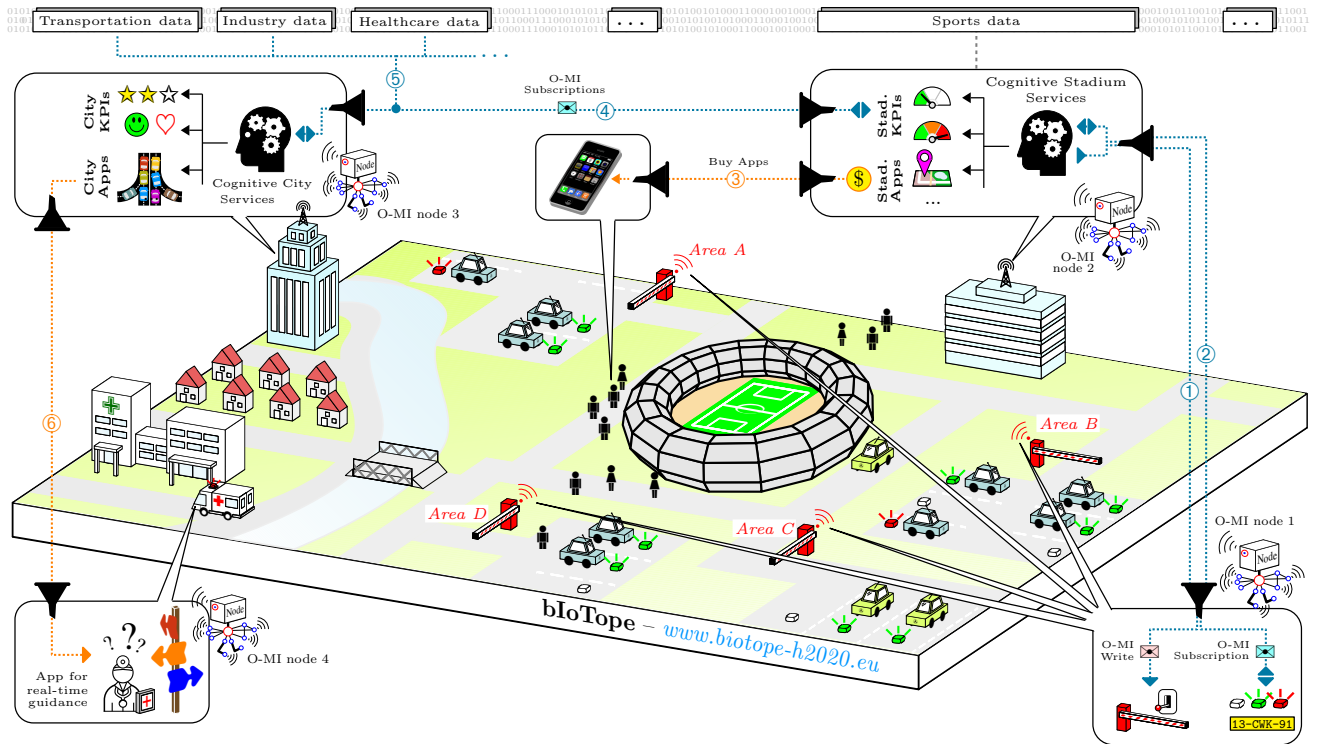 Transportation data
Industry data
Healthcare data
...
Sports data
...
...
5
O-MI
Subscriptions
4
City
KPIs
City
Apps
Cognitive City
Services
Node
O-MI node 3
Buy Apps
3
$
Stad.
KPIs
Stad.
Apps
...
Cognitive Stadium
Services
Node
O-MI
node 2
Area A
2
1
6
Area B
Area D
Area C
O-MI node 1
Node
bIoTope – www.biotope-h2020.eu
Node
O-MI node 4
? ? ?
App for
real-time
guidance
O-MI
Write
O-MI
Subscription
13-CWK-91